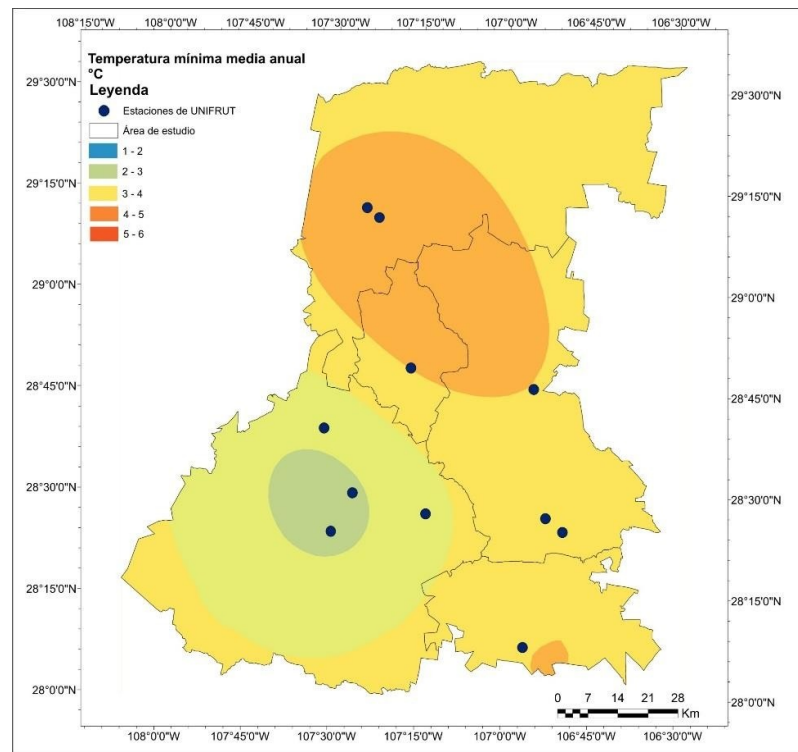 108°15'0"W 108°0'0"W 107°45'0"W 107°30'0"W 107°15'0"W 107°0'0"W 106°45'0"W 106°30'0"W
Temperatura mínima media anual
°C
Leyenda
Estaciones de UNIFRUT
Área de estudio
1 - 2
2 - 3
3 - 4
4 - 5
5 - 6
29°30'0"N
29°15'0"N
29°0'0"N
28°45'0"N
28°30'0"N
28°15'0"N
28°0'0"N
29°30'0"N
29°15'0"N
29°0'0"N
28°45'0"N
28°30'0"N
28°15'0"N
28°0'0"N
0 7 14 21 28
Km
108°0'0"W 107°45'0"W 107°30'0"W 107°15'0"W 107°0'0"W 106°45'0"W 106°30'0"W